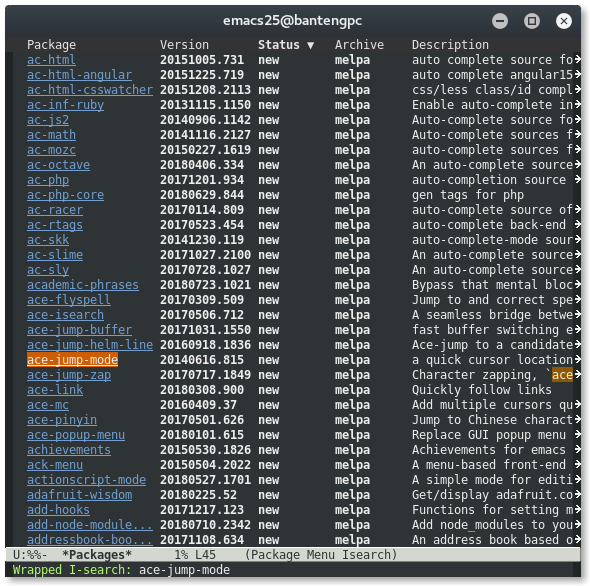 emacs25@bantengpc
Package Version Status ▼ Archive Description
ac-html 20151005.731 new melpa auto complete source fo
ac-html-angular 20151225.719 new melpa auto complete angular15
ac-html-csswatcher 20151208.2113 new melpa css/less class/id compl
ac-inf-ruby 20131115.1150 new melpa Enable auto-complete in
ac-js2 20140906.1142 new melpa Auto-complete source fo
ac-math 20141116.2127 new melpa Auto-complete sources f
ac-mozc 20150227.1619 new melpa Auto-complete sources f
ac-octave 20180406.334 new melpa An auto-complete source
ac-php 20171201.934 new melpa auto-completion source
ac-php-core 20180629.844 new melpa gen tags for php
ac-racer 20170114.809 new melpa auto-complete source of
ac-rtags 20170523.454 new melpa auto-complete back-end
ac-skk 20141230.119 new melpa auto-complete-mode sour
ac-slime 20171027.2100 new melpa An auto-complete source
ac-sly 20170728.1027 new melpa An auto-complete source
academic-phrases 20180723.1021 new melpa Bypass that mental bloc
ace-flyspell 20170309.509 new melpa Jump to and correct spe
ace-isearch 20170506.712 new melpa A seamless bridge betwe
ace-jump-buffer 20171031.1550 new melpa fast buffer switching e
ace-jump-helm-line 20160918.1836 new melpa Ace-jump to a candidate
ace-jump-mode 20140616.815 new melpa a quick cursor location
ace-jump-zap 20170717.1849 new melpa Character zapping, `ace
ace-link 20180308.900 new melpa Quickly follow links
ace-mc 20160409.37 new melpa Add multiple cursors qu
ace-pinyin 20170501.626 new melpa Jump to Chinese charact
ace-popup-menu 20180101.615 new melpa Replace GUI popup menu
achievements 20150530.1826 new melpa Achievements for emacs
ack-menu 20150504.2022 new melpa A menu-based front-end
actionscript-mode 20180527.1701 new melpa A simple mode for editi
adafruit-wisdom 20180225.52 new melpa Get/display adafruit.co
add-hooks 20171217.123 new melpa Functions for setting m
add-node-module... 20180710.2342 new melpa Add node_modules to you
addressbook-boo... 20171108.634 new melpa An address book based o
U:%%- *Packages* 1% L45 (Package Menu Isearch)
Wrapped I-search: ace-jump-mode